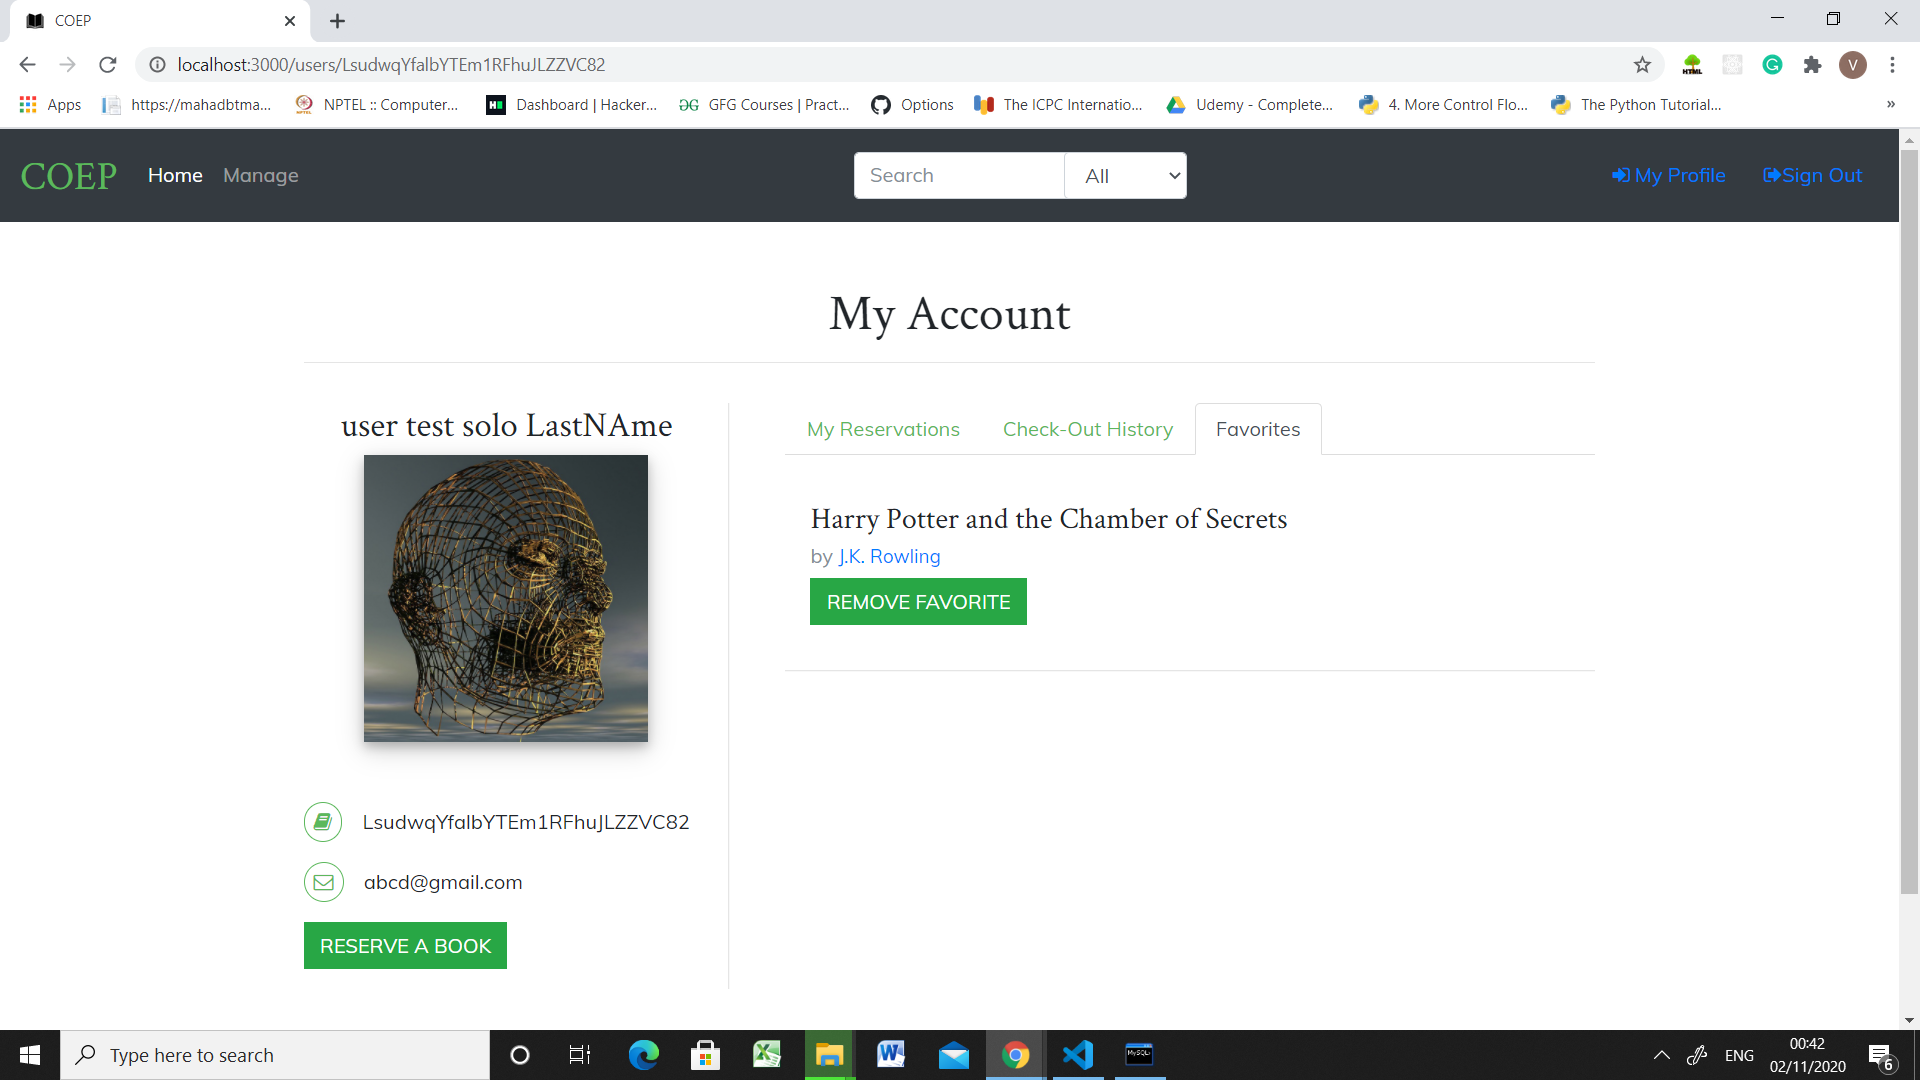 COEP
localhost:3000/users/LsudwqYfalbYTEm1RFhuJLZZVC82
HTML
V
Apps
https://mahadbtma...
NPTEL :: Computer...
Dashboard | Hacker...
GFG Courses | Pract...
Options
The ICPC Internatio...
Udemy - Complete...
4. More Control Flo...
The Python Tutorial...
»
COEP
Home
Manage
Search
All
My Profile
Sign Out
My Account
user test solo LastNAme
My Reservations
Check-Out History
Favorites
Harry Potter and the Chamber of Secrets
by J.K. Rowling
REMOVE FAVORITE
LsudwqYfalbYTEm1RFhuJLZZVC82
abcd@gmail.com
RESERVE A BOOK
Type here to search
ENG
00:42
02/11/2020
6